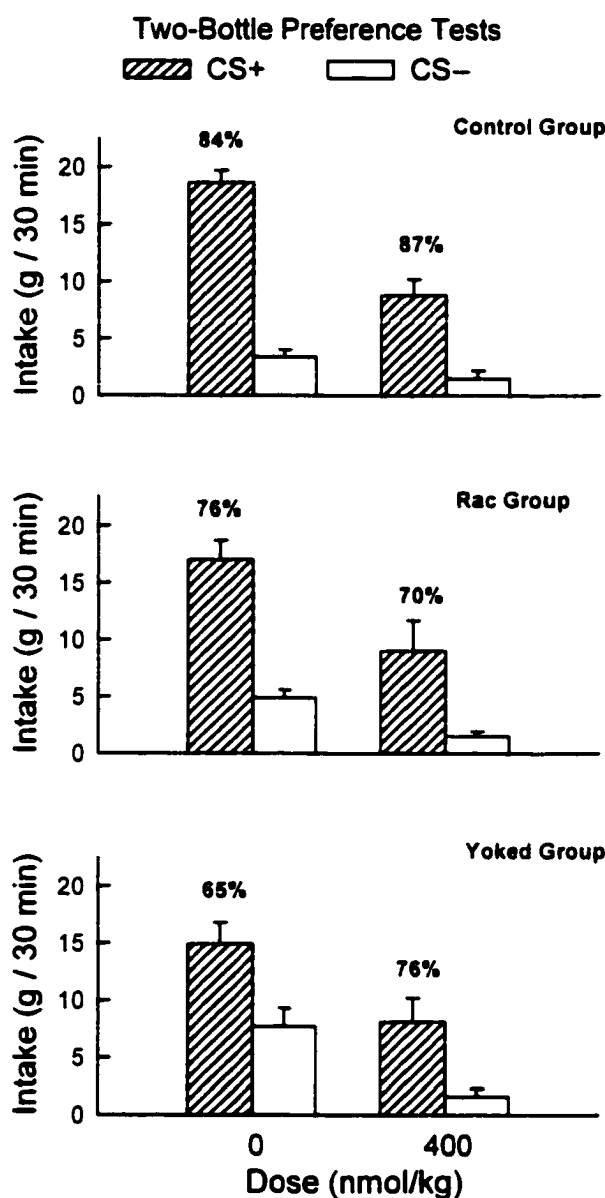 Two-Bottle Preference Tests
CS+ CS–
Control Group
84%
87%
20
15
10
5
0
Intake (g / 30 min)
Rac Group
76%
70%
20
15
10
5
0
Intake (g / 30 min)
Yoked Group
65%
76%
20
15
10
5
0
Intake (g / 30 min)
0 400
Dose (nmol/kg)